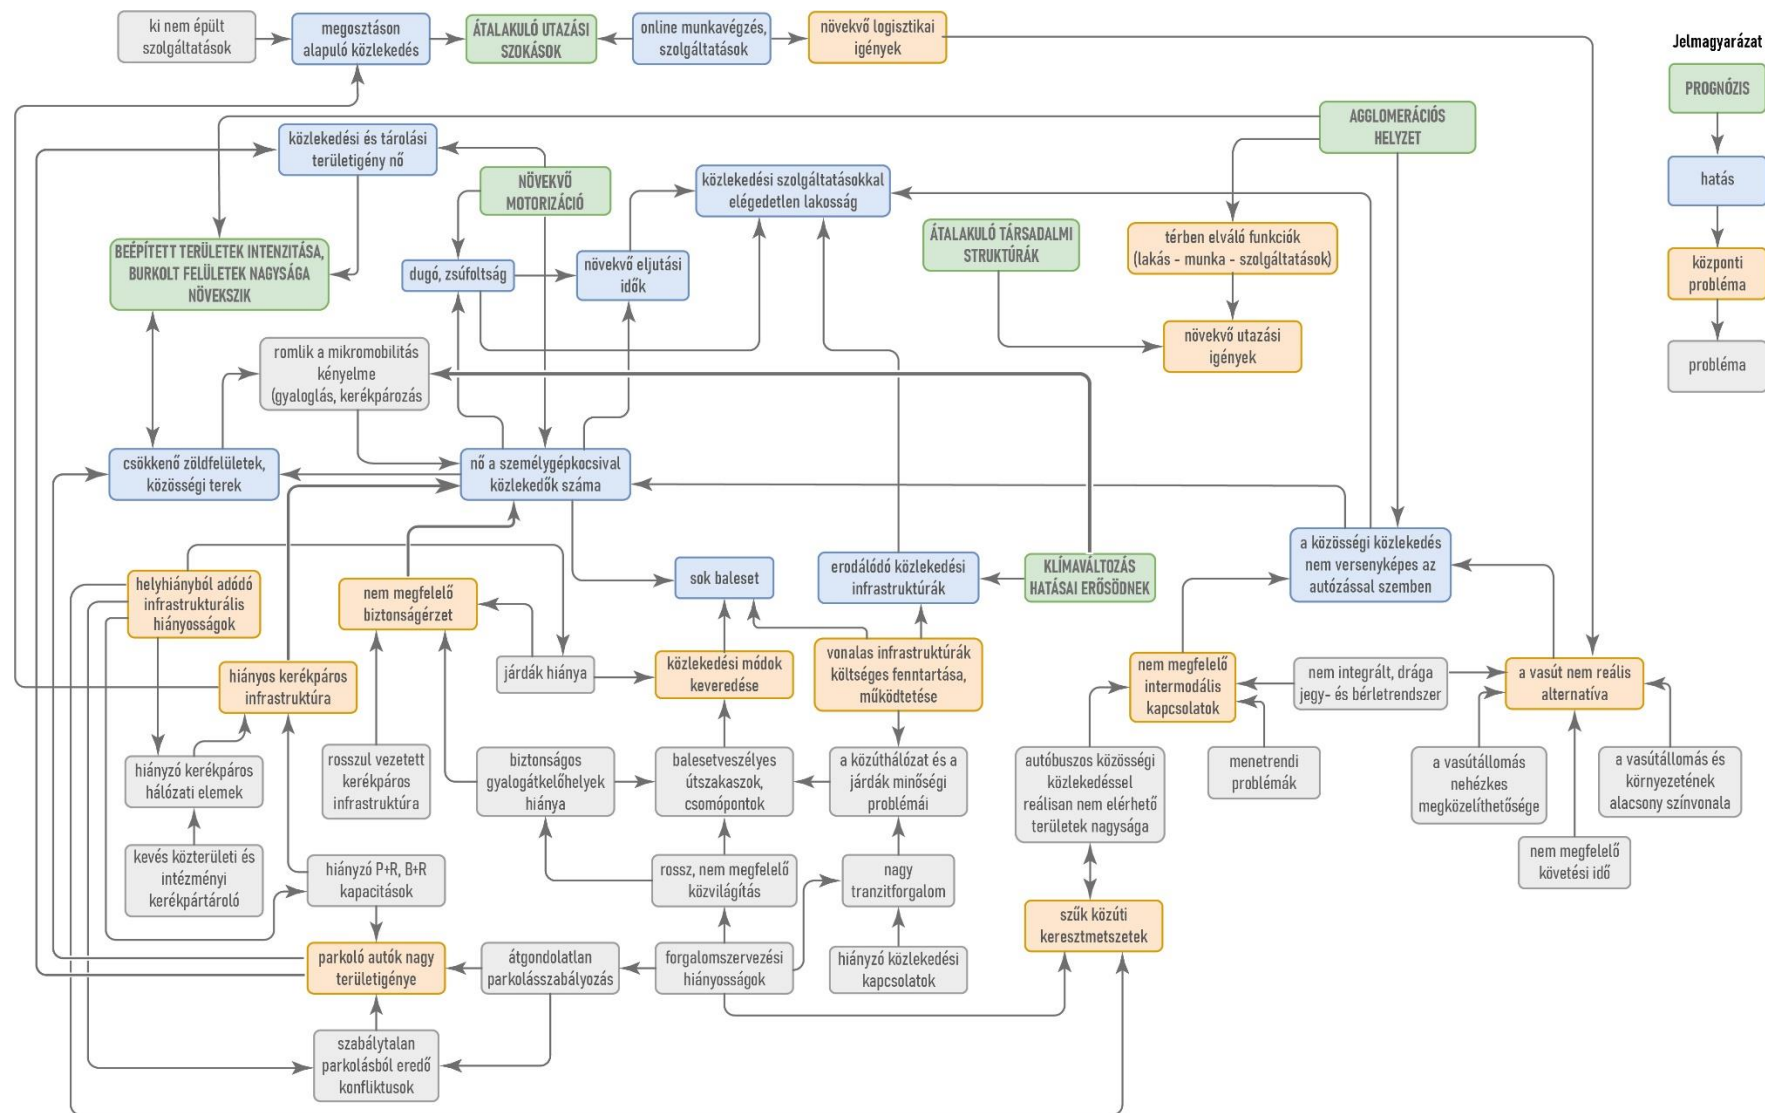 ki nem épült
szolgáltatások
megosztáson
alapuló közlekedés
ÁTALAKULÓ UTAZÁSI
SZOKÁSOK
online munkavégzés,
szolgáltatások
növekvő logisztikai
igények
Jelmagyarázat
PROGNÓZIS
hatás
központi
probléma
probléma
közlekedési és tárolási
területigény nő
AGGLOMERÁCIÓS
HELYZET
NÖVEKVŐ
MOTORIZÁCIÓ
közlekedési szolgáltatásokkal
elégedetlen lakosság
BEÉPÍTETT TERÜLETEK INTENZITÁSA,
BURKOLT FELÜLETEK NAGYSÁGA
NÖVEKSZIK
dugó, zsúfoltság
növekvő eljutási
idők
ÁTALAKULÓ TÁRSADALMI
STRUKTÚRÁK
térben elváló funkciók
(lakás - munka - szolgáltatások)
növekvő utazási
igények
romlik a mikromobilitás
kényelme
(gyaloglás, kerékpározás
csökkenő zöldfelületek,
közösségi terek
nő a személygépkocsival
közlekedők száma
a közösségi közlekedés
nem versenyképes az
autózással szemben
helyhiányból adódó
infrastrukturális
hiányosságok
nem megfelelő
biztonságérzet
sok baleset
erodálódó közlekedési
infrastruktúrák
KLÍMAVÁLTOZÁS
HATÁSAI ERŐSÖDNEK
hiányos kerékpáros
infrastruktúra
járdák hiánya
közlekedési módok
keveredése
vonalas infrastruktúrák
költséges fenntartása,
működtetése
nem megfelelő
intermodális
kapcsolatok
nem integrált, drága
jegy- és bérletrendszer
a vasút nem reális
alternatíva
hiányzó kerékpáros
hálózati elemek
rosszul vezetett
kerékpáros
infrastruktúra
biztonságos
gyalogátkelőhelyek
hiánya
balesetveszélyes
útszakaszok,
csomópontok
a közúthálózat és a
járdák minőségi
problémái
autóbuszos közösségi
közlekedéssel
reálisan nem elérhető
területek nagysága
menetrendi
problémák
a vasútállomás
nehézkes
megközelíthetősége
a vasútállomás és
környezetének
alacsony színvonala
nem megfelelő
követési idő
kevés közterületi és
intézményi
kerékpártároló
hiányzó P+R, B+R
kapacitások
rossz, nem megfelelő
közvilágítás
nagy
tranzitforgalom
szűk közúti
keresztmetszetek
parkoló autók nagy
területigénye
átgondolatlan
parkolásszabályozás
forgalomszervezési
hiányosságok
hiányzó közlekedési
kapcsolatok
szabálytalan
parkolásból eredő
konfliktusok